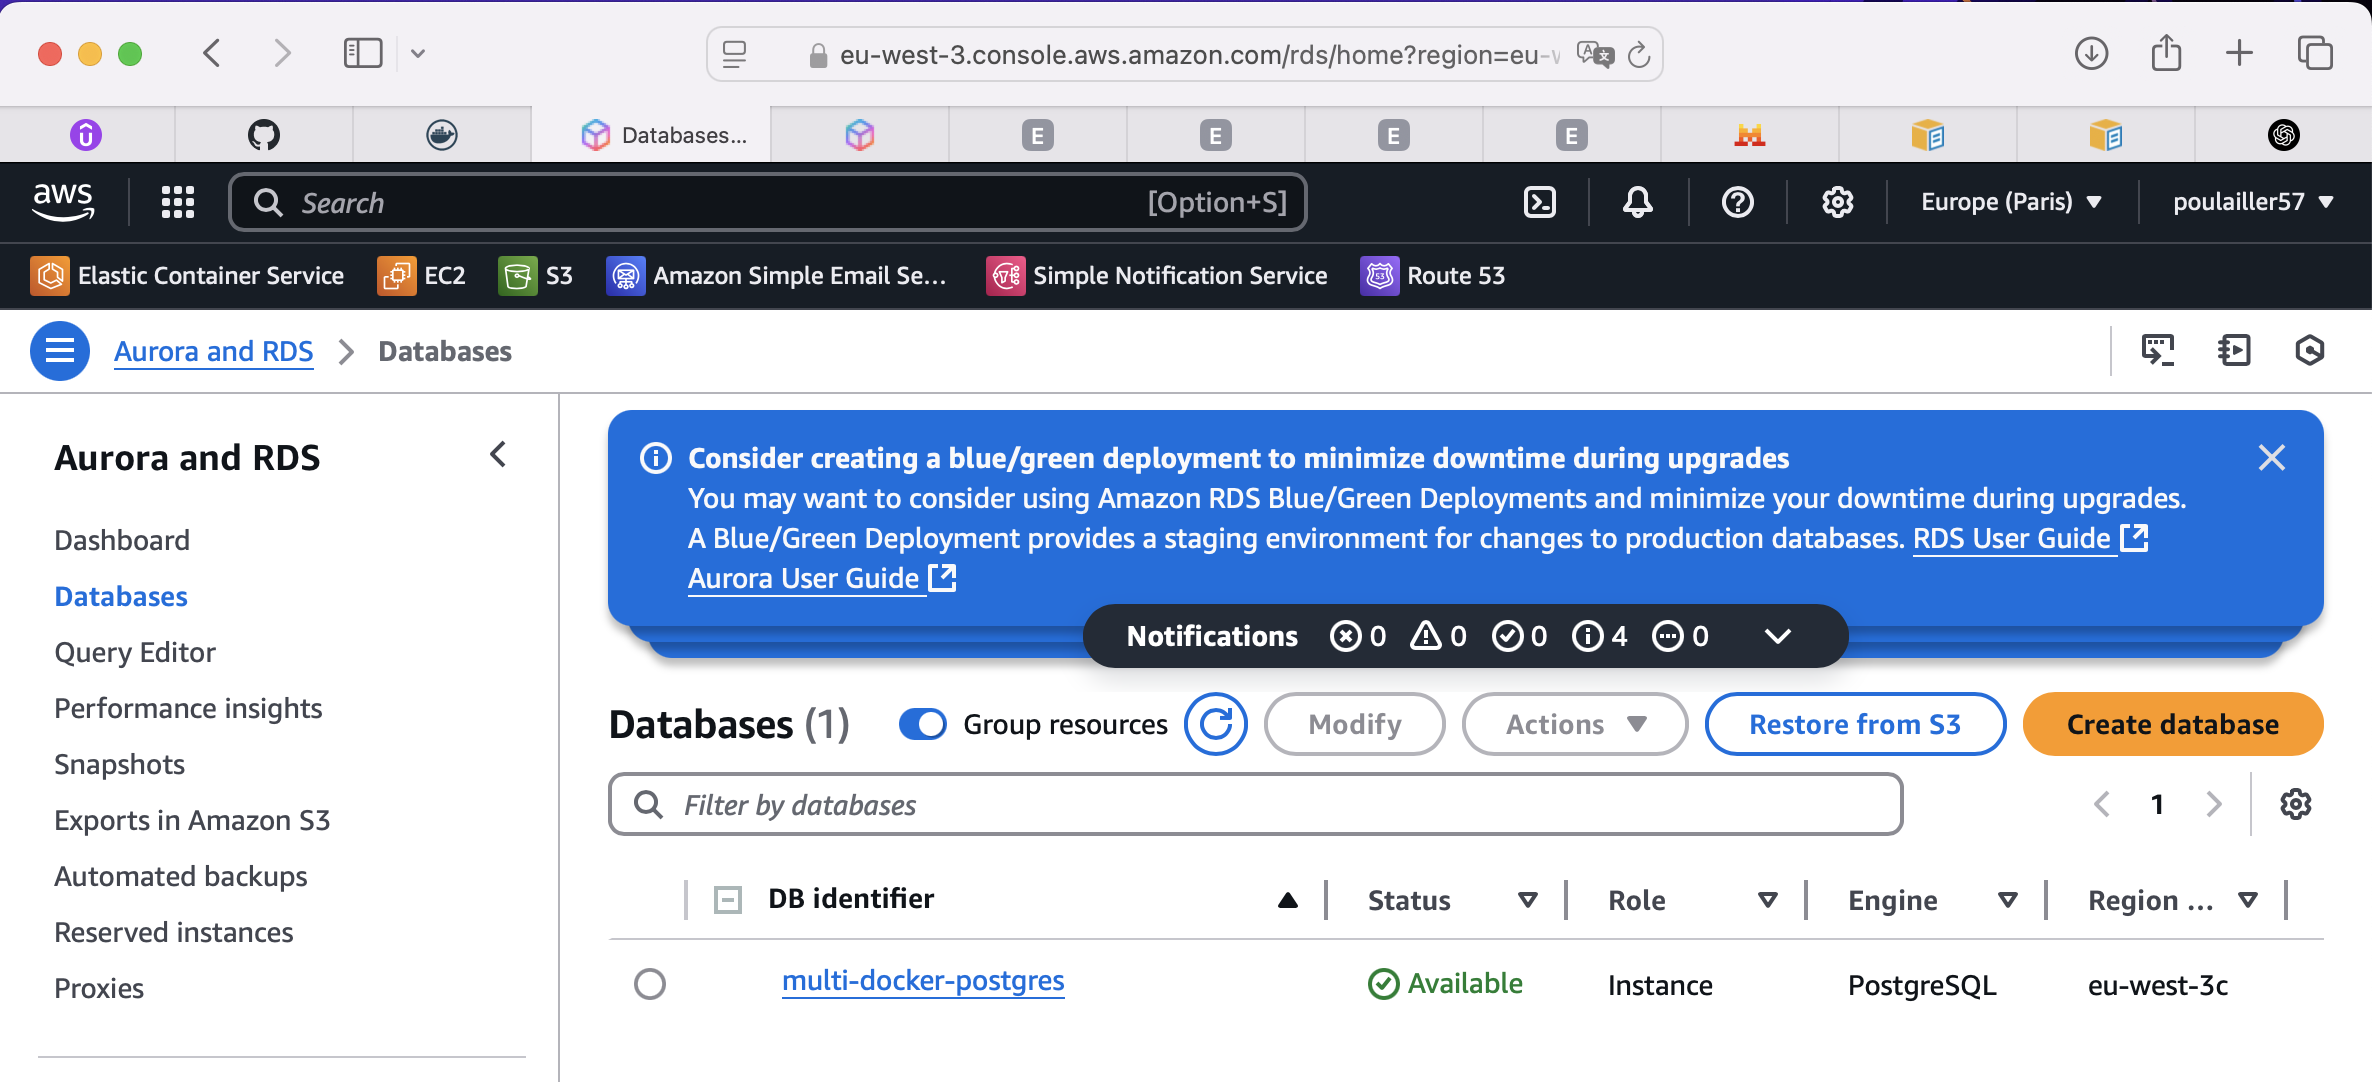 eu-west-3.console.aws.amazon.com/rds/home?region=eu-w
Databases...
E
E
E
E
aws
Search
[Option+S]
Europe (Paris)
poulailler57
Elastic Container Service
EC2
S3
Amazon Simple Email Se...
Simple Notification Service
Route 53
Aurora and RDS
Databases
Aurora and RDS
Dashboard
Databases
Query Editor
Performance insights
Snapshots
Exports in Amazon S3
Automated backups
Reserved instances
Proxies
Consider creating a blue/green deployment to minimize downtime during upgrades
You may want to consider using Amazon RDS Blue/Green Deployments and minimize your downtime during upgrades.
A Blue/Green Deployment provides a staging environment for changes to production databases. RDS User Guide
Aurora User Guide
Notifications 0 0 0 4 0
Databases (1)
Group resources
Modify
Actions
Restore from S3
Create database
Filter by databases
1
DB identifier
Status
Role
Engine
Region ...
multi-docker-postgres
Available
Instance
PostgreSQL
eu-west-3c